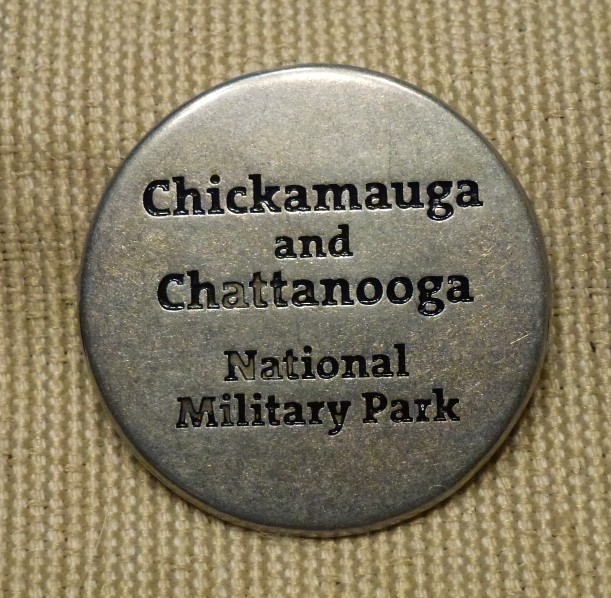 Chickamauga
and
Chattanooga
National
Military Park